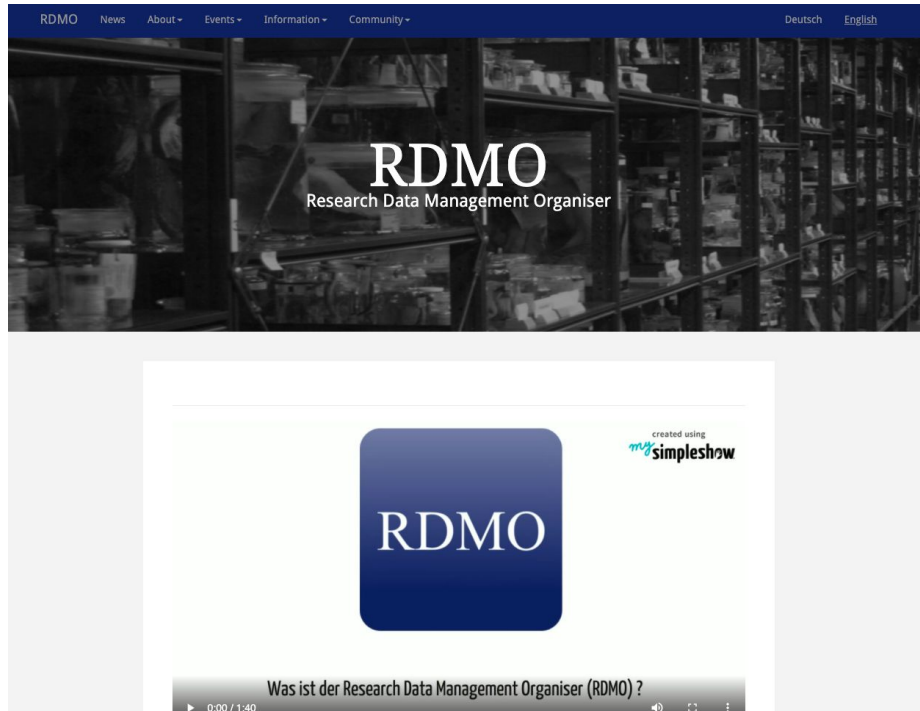 RDMO News About Events Information Community Deutsch English
RDMO
Research Data Management Organiser
created using
my simpleshow
RDMO
Was ist der Research Data Management Organiser (RDMO) ?
0:00 / 1:40